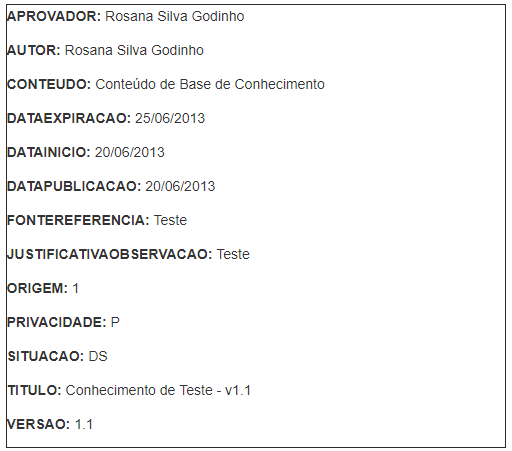 APROVADOR: Rosana Silva Godinho
AUTOR: Rosana Silva Godinho
CONTEUDO: Conteúdo de Base de Conhecimento
DATAEXPIRACAO: 25/06/2013
DATAINICIO: 20/06/2013
DATAPUBLICACAO: 20/06/2013
FONTEREFERENCIA: Teste
JUSTIFICATIVAOBSERVACAO: Teste
ORIGEM: 1
PRIVACIDADE: P
SITUACAO: DS
TITULO: Conhecimento de Teste - v1.1
VERSAO: 1.1